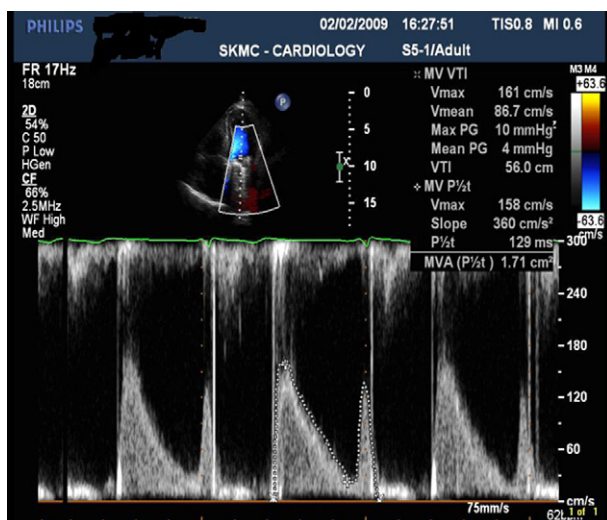 PHILIPS
02/02/2009 16:27:51 TIS0.8 MI 0.6
SKMC - CARDIOLOGY S5-1/Adult
FR 17Hz
18cm
2D
54%
C 50
P Low
HGen
CF
66%
2.5MHz
WF High
Med
P
0
5
X
10
15
MV VTI
Vmax 161 cm/s
Vmean 86.7 cm/s
Max PG 10 mmHg
Mean PG 4 mmHg
VTI 56.0 cm
MV P½t
Vmax 158 cm/s
Slope 360 cm/s²
P½t 129 ms
MVA (P½t ) 1.71 cm²
M3 M4
+63.6
-63.6
cm/s
-300
-240
-180
-120
-60
cm/s
75mm/s
1 of 1